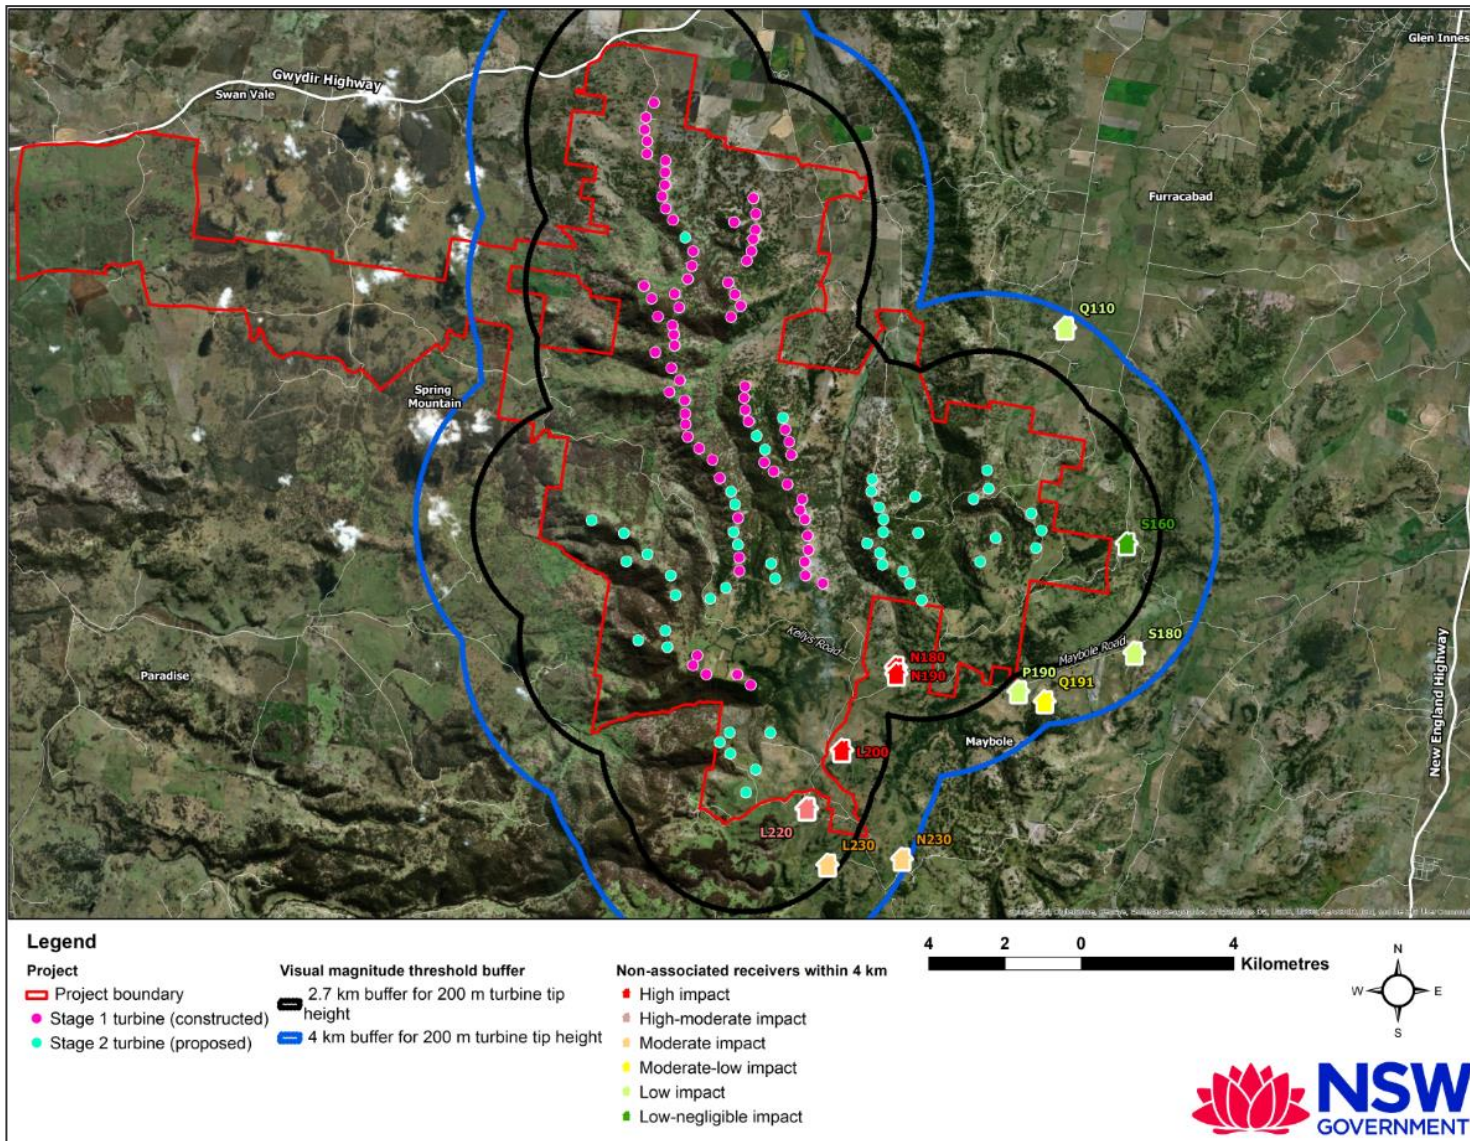 Glen Innes
Gwydir Highway
Swan Vale
Furracabad
Q110
Spring
Mountain
S160
Kellys Road
N180
N190
Maybole Road
S180
P190
Q191
Paradise
Maybole
L200
L220
L230
N230
New England Highway
Legend
Project
Project boundary
Stage 1 turbine (constructed)
Stage 2 turbine (proposed)
Visual magnitude threshold buffer
2.7 km buffer for 200 m turbine tip
height
4 km buffer for 200 m turbine tip height
Non-associated receivers within 4 km
High impact
High-moderate impact
Moderate impact
Moderate-low impact
Low impact
Low-negligible impact
4 2 0 4
Kilometres
N
W E
S
NSW
GOVERNMENT